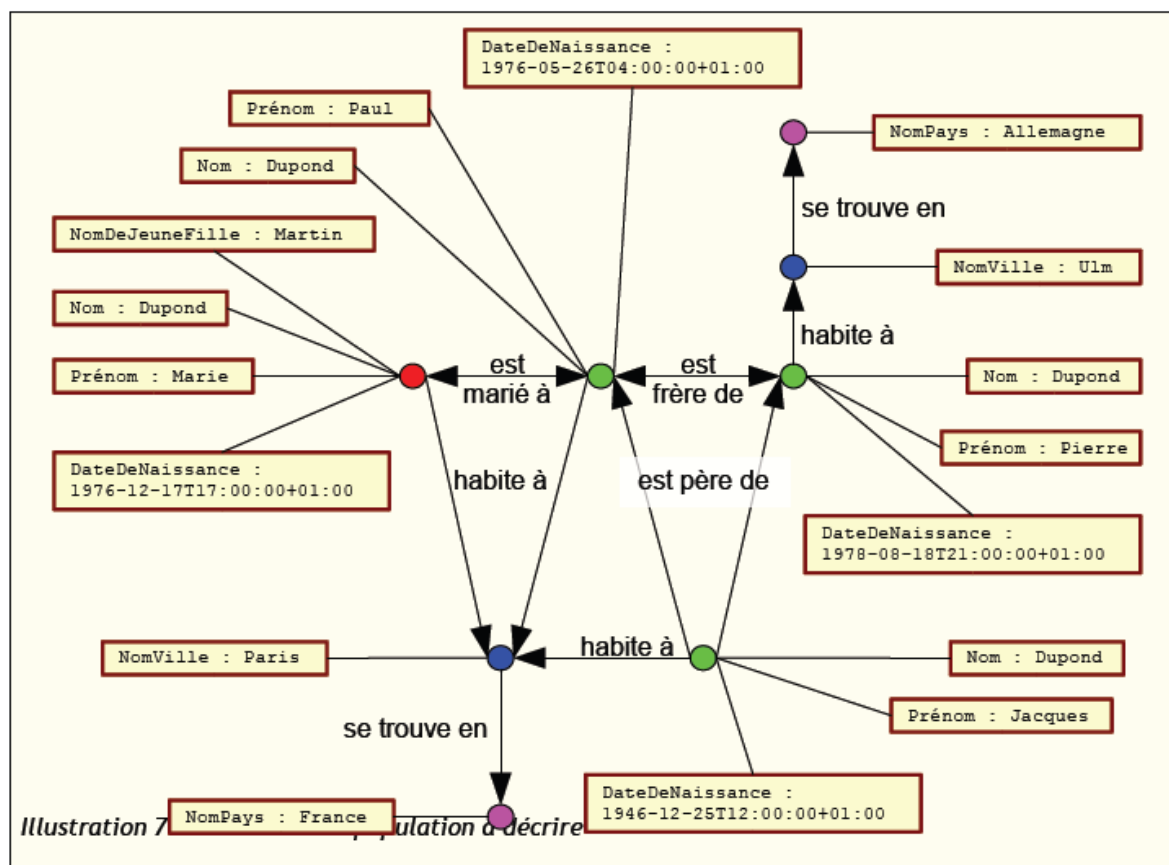 DateDeNaissance :
1976-05-26T04:00:00+01:00
Prénom : Paul
NomPays : Allemagne
Nom : Dupond
se trouve en
NomDeJeuneFille : Martin
NomVille : Ulm
Nom : Dupond
habite à
Prénom : Marie
est
marié à
est
frère de
Nom : Dupond
Prénom : Pierre
DateDeNaissance :
1976-12-17T17:00:00+01:00
habite à
est père de
DateDeNaissance :
1978-08-18T21:00:00+01:00
NomVille : Paris
habite à
Nom : Dupond
Prénom : Jacques
se trouve en
DateDeNaissance :
1946-12-25T12:00:00+01:00
NomPays : France
Illustration 7 à décrire